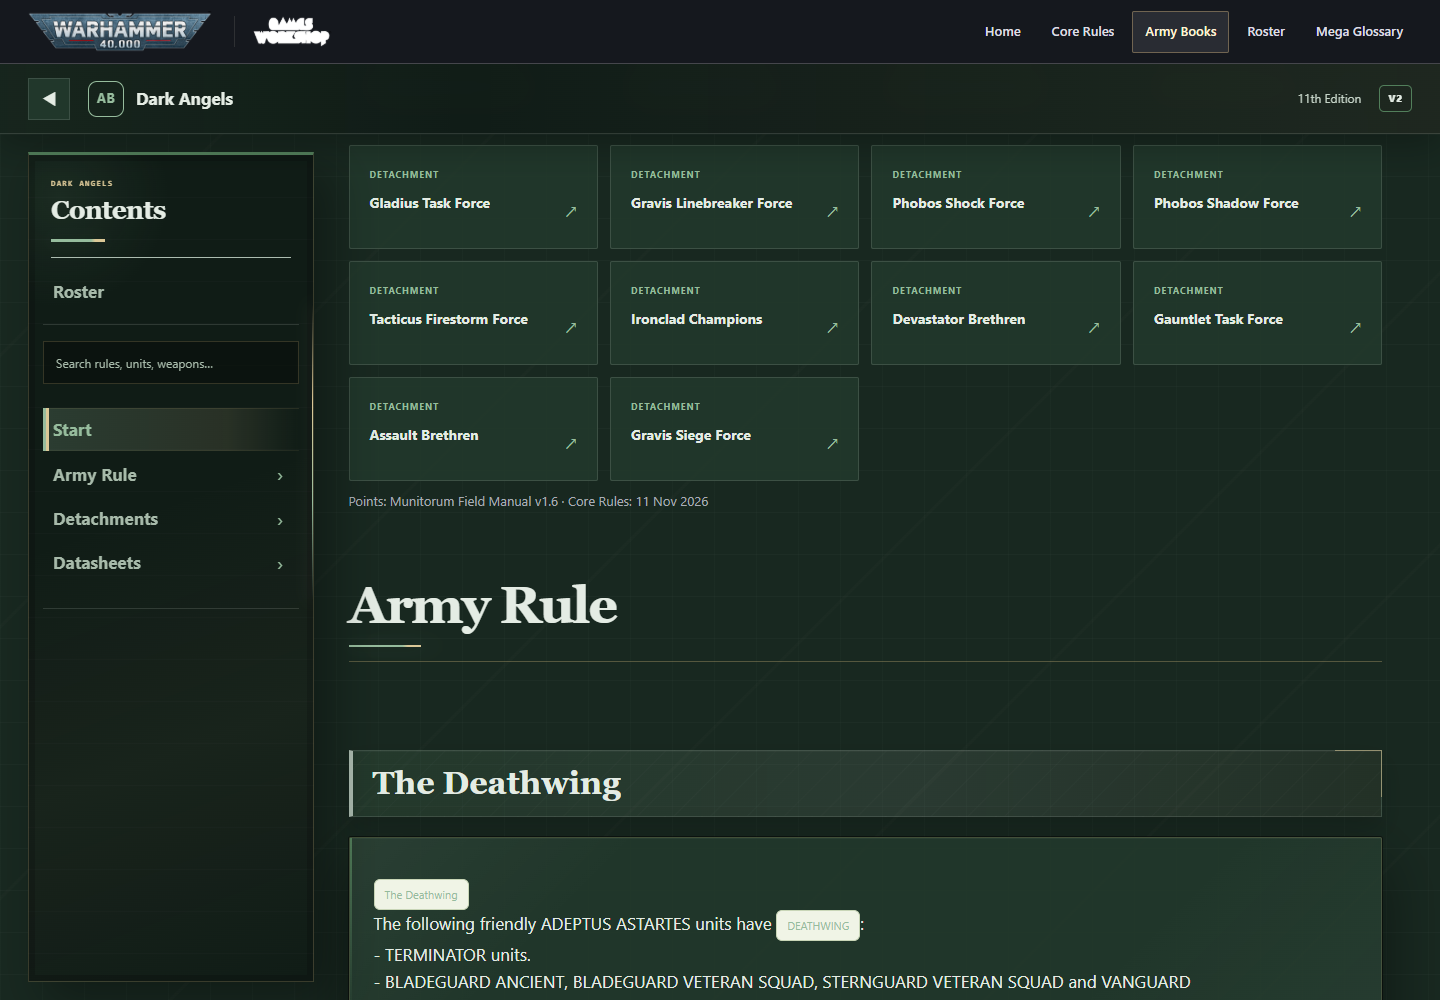 WARHAMMER
40.000
GAMES
WORKSHOP
Home
Core Rules
Army Books
Roster
Mega Glossary
AB
Dark Angels
11th Edition
V2
DARK ANGELS
Contents
Roster
Search rules, units, weapons...
Start
Army Rule
Detachments
Datasheets
DETACHMENT
Gladius Task Force
DETACHMENT
Gravis Linebreaker Force
DETACHMENT
Phobos Shock Force
DETACHMENT
Phobos Shadow Force
DETACHMENT
Tacticus Firestorm Force
DETACHMENT
Ironclad Champions
DETACHMENT
Devastator Brethren
DETACHMENT
Gauntlet Task Force
DETACHMENT
Assault Brethren
DETACHMENT
Gravis Siege Force
Points: Munitorum Field Manual v1.6 · Core Rules: 11 Nov 2026
Army Rule
The Deathwing
The Deathwing
The following friendly ADEPTUS ASTARTES units have DEATHWING:
- TERMINATOR units.
- BLADEGUARD ANCIENT, BLADEGUARD VETERAN SQUAD, STERNGUARD VETERAN SQUAD and VANGUARD